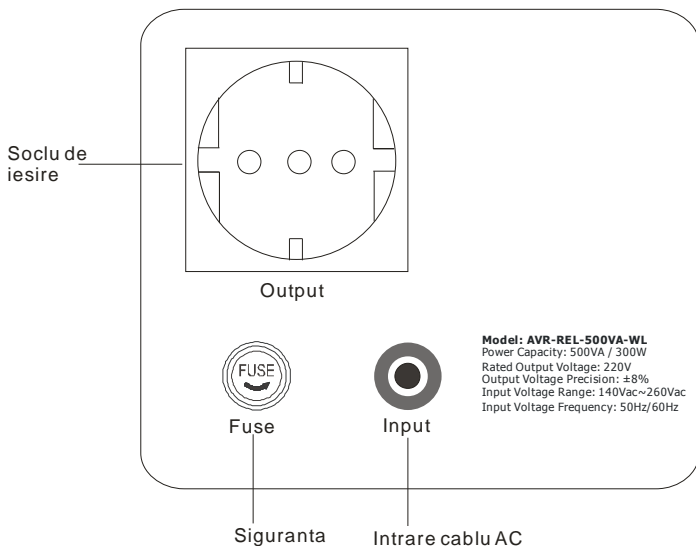 Soclu de
iesire
Output
FUSE
Fuse
Input
Model: AVR-REL-500VA-WL
Power Capacity: 500VA / 300W
Rated Output Voltage: 220V
Output Voltage Precision: ±8%
Input Voltage Range: 140Vac~260Vac
Input Voltage Frequency: 50Hz/60Hz
Siguranta
Intrare cablu AC